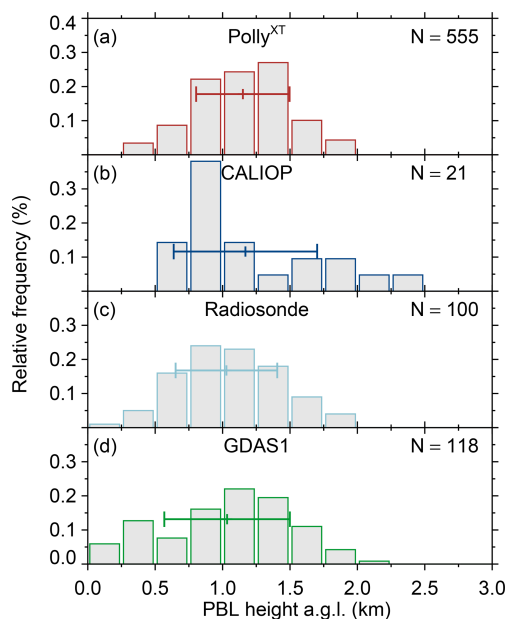 (a) Polly^XT N = 555
0.3
0.2
0.1
(b) CALIOP N = 21
0.3
0.2
0.1
(c) Radiosonde N = 100
0.3
0.2
0.1
(d) GDAS1 N = 118
0.3
0.2
0.1
0.0
0.0 0.5 1.0 1.5 2.0 2.5 3.0
PBL height a.g.l. (km)
Relative frequency (%)